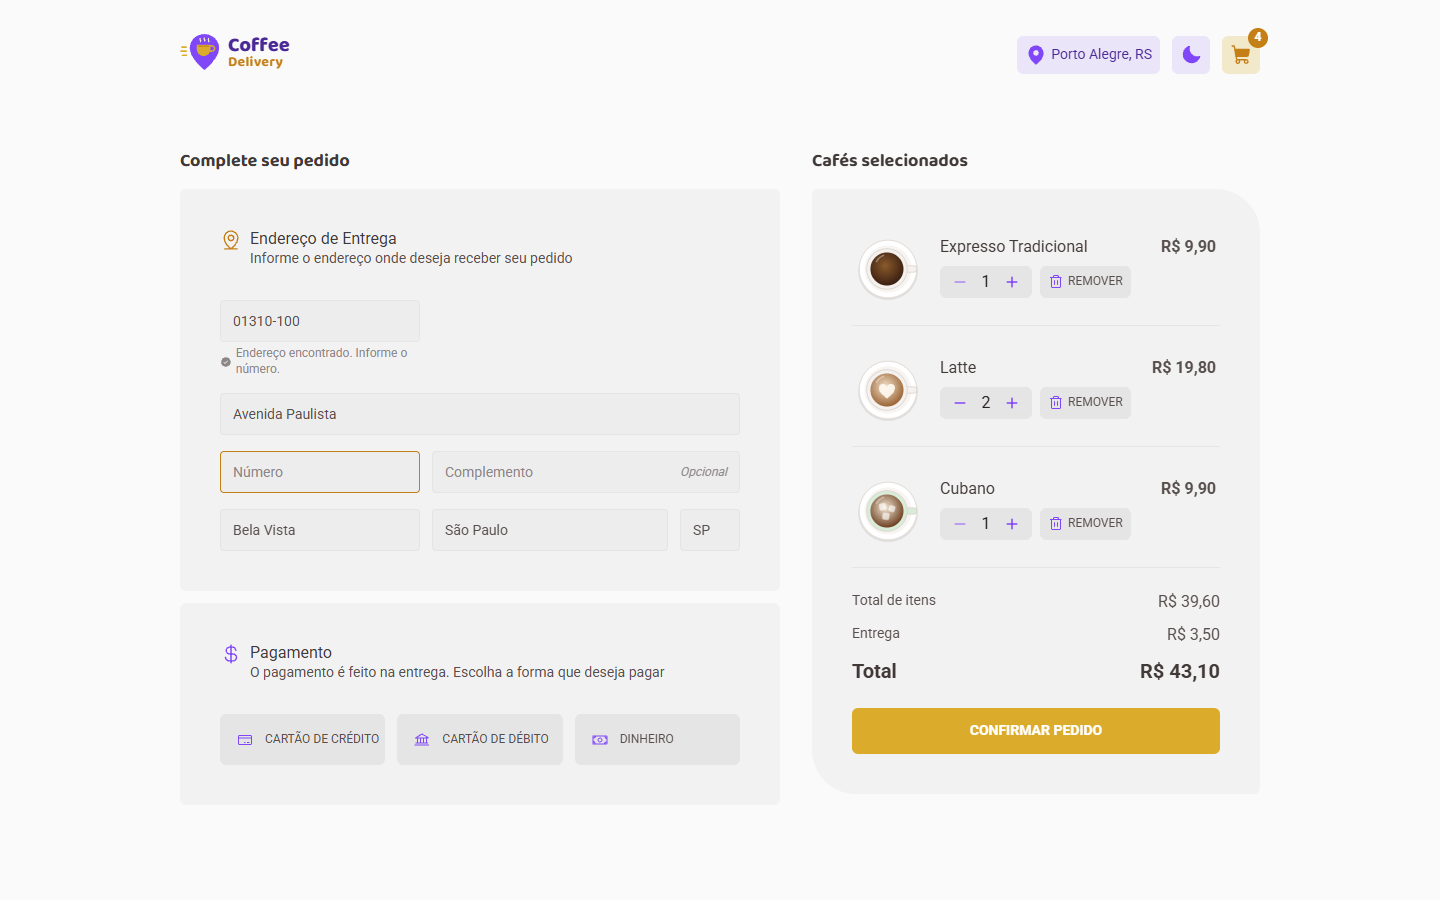 Coffee
Delivery
Porto Alegre, RS
4
Complete seu pedido
Endereço de Entrega
Informe o endereço onde deseja receber seu pedido
01310-100
Endereço encontrado. Informe o
número.
Avenida Paulista
Número
Complemento
Opcional
Bela Vista
São Paulo
SP
Pagamento
O pagamento é feito na entrega. Escolha a forma que deseja pagar
CARTÃO DE CRÉDITO
CARTÃO DE DÉBITO
DINHEIRO
Cafés selecionados
Expresso Tradicional
R$ 9,90
1
REMOVER
Latte
R$ 19,80
2
REMOVER
Cubano
R$ 9,90
1
REMOVER
Total de itens
R$ 39,60
Entrega
R$ 3,50
Total
R$ 43,10
CONFIRMAR PEDIDO